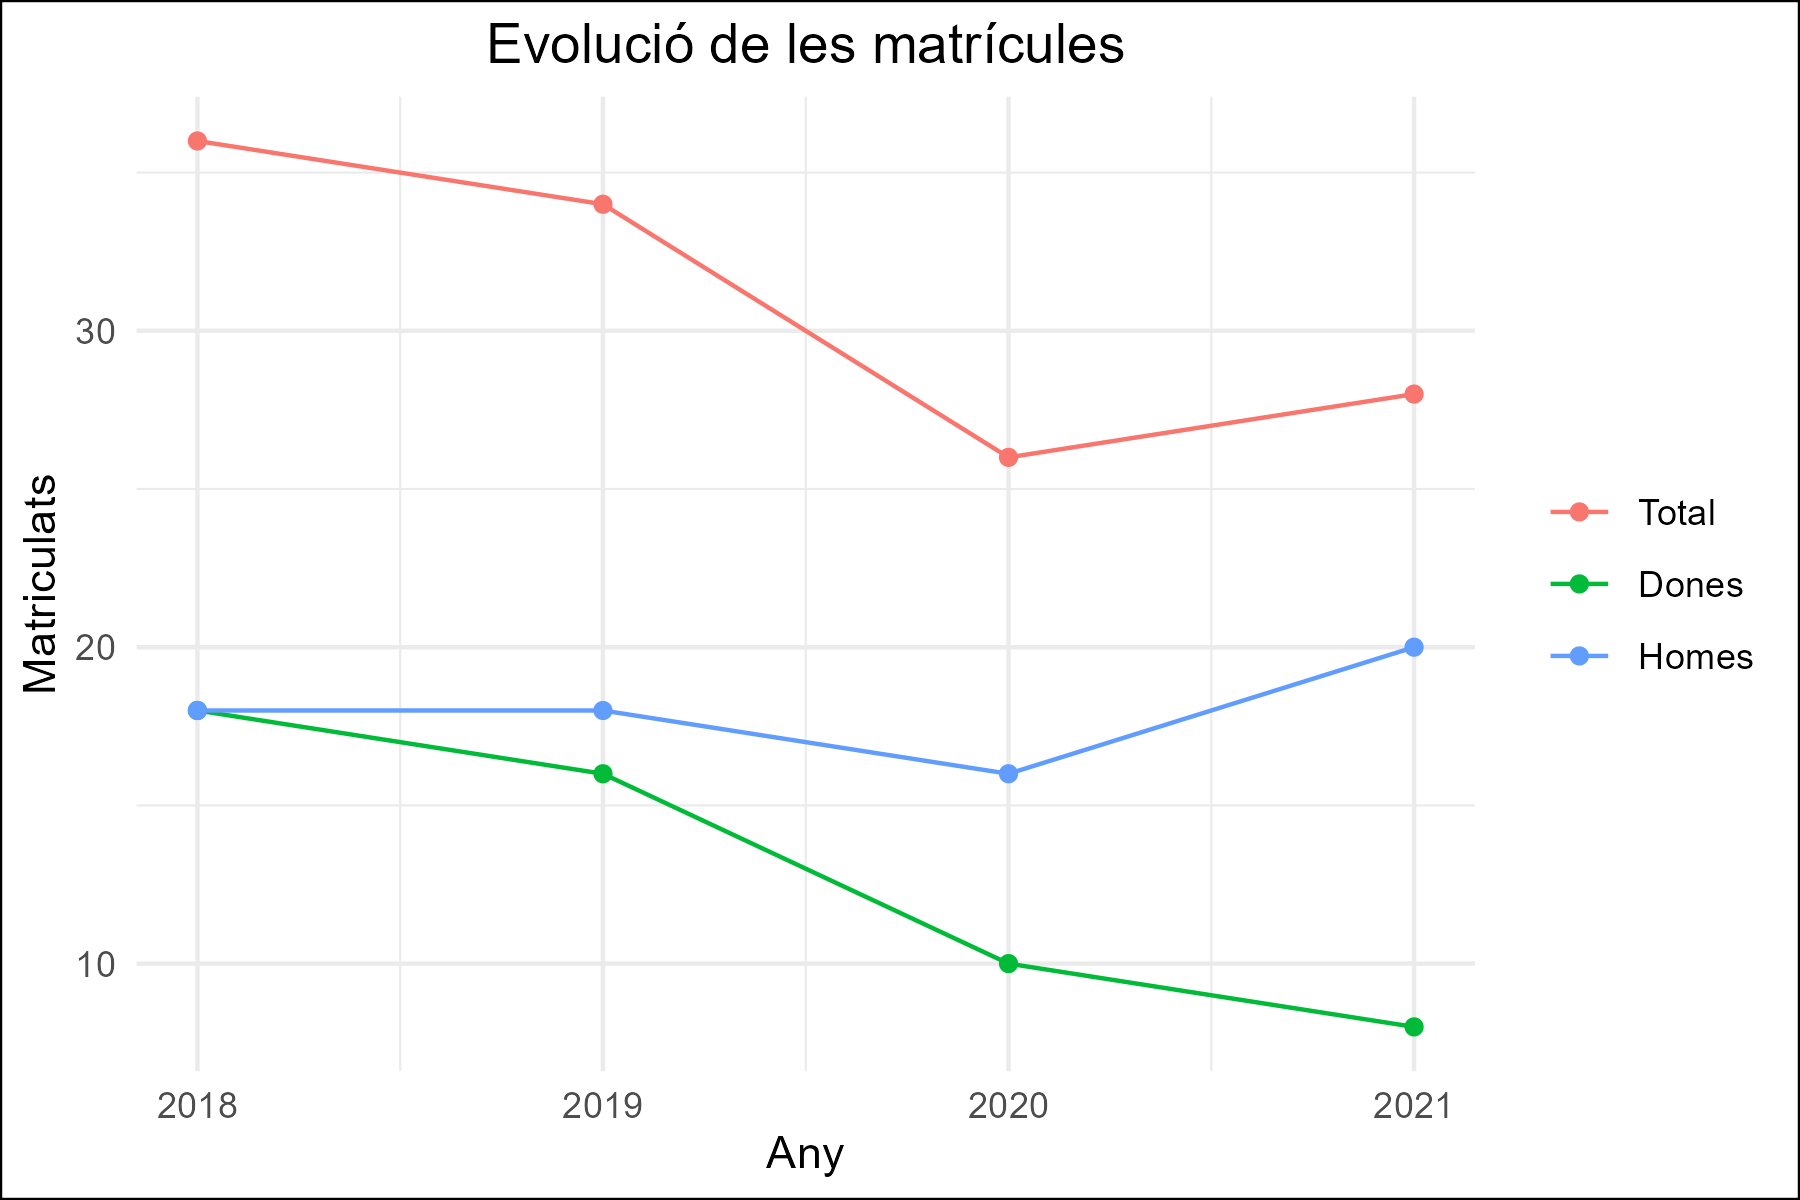 Evolució de les matrícules
Matriculats
30
20
10
2018
2019
2020
2021
Any
Total
Dones
Homes